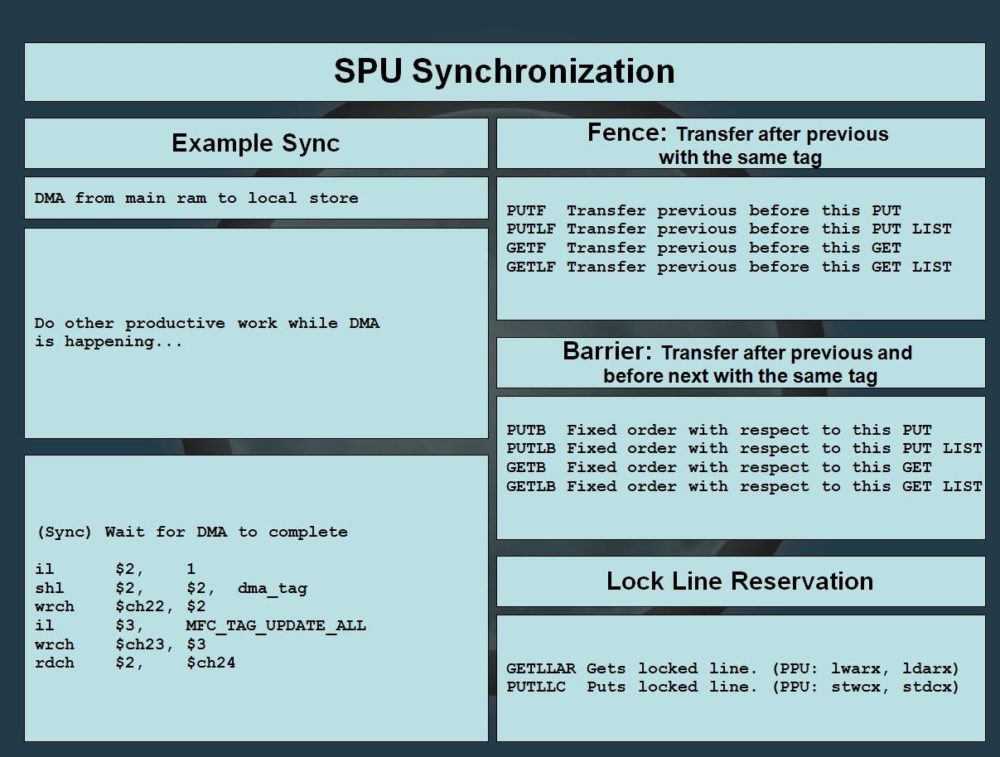 SPU Synchronization
Example Sync
DMA from main ram to local store
Do other productive work while DMA
is happening...
(Sync) Wait for DMA to complete
il $2, 1
shl $2, $2, dma_tag
wrch $ch22, $2
il $3, MFC_TAG_UPDATE_ALL
wrch $ch23, $3
rdch $2, $ch24
Fence: Transfer after previous
with the same tag
PUTF Transfer previous before this PUT
PUTLF Transfer previous before this PUT LIST
GETF Transfer previous before this GET
GETLF Transfer previous before this GET LIST
Barrier: Transfer after previous and
before next with the same tag
PUTB Fixed order with respect to this PUT
PUTLB Fixed order with respect to this PUT LIST
GETB Fixed order with respect to this GET
GETLB Fixed order with respect to this GET LIST
Lock Line Reservation
GETLLAR Gets locked line. (PPU: lwarx, ldarx)
PUTLLC Puts locked line. (PPU: stwcx, stdcx)